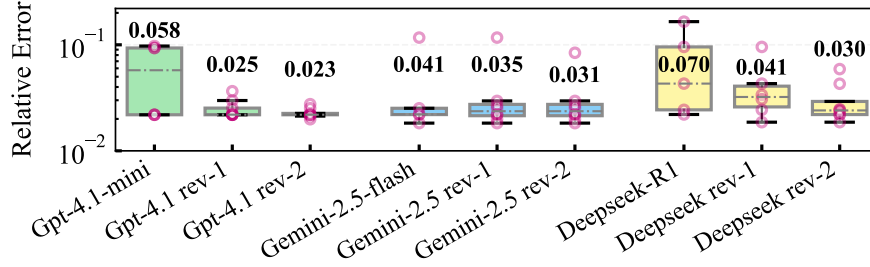 Relative Error
10⁻¹
10⁻²
0.058
0.025
0.023
0.041
0.035
0.031
0.070
0.041
0.030
Gpt-4.1-mini
Gpt-4.1 rev-1
Gpt-4.1 rev-2
Gemini-2.5-flash
Gemini-2.5 rev-1
Gemini-2.5 rev-2
Deepseek-R1
Deepseek rev-1
Deepseek rev-2